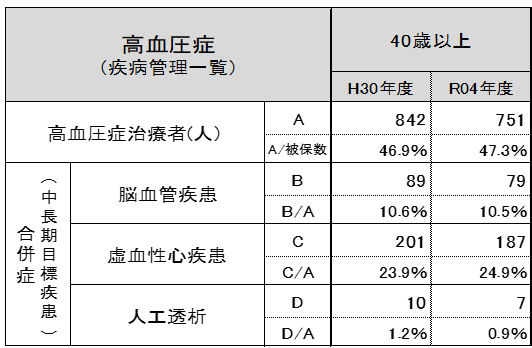 高血圧症
(疾病管理一覧)
40歳以上
H30年度 R04年度
高血圧症治療者(人) A 842 751
A/被保数 46.9% 47.3%
合併症
(中長期目標疾患)
脳血管疾患 B 89 79
B/A 10.6% 10.5%
虚血性心疾患 C 201 187
C/A 23.9% 24.9%
人工透析 D 10 7
D/A 1.2% 0.9%